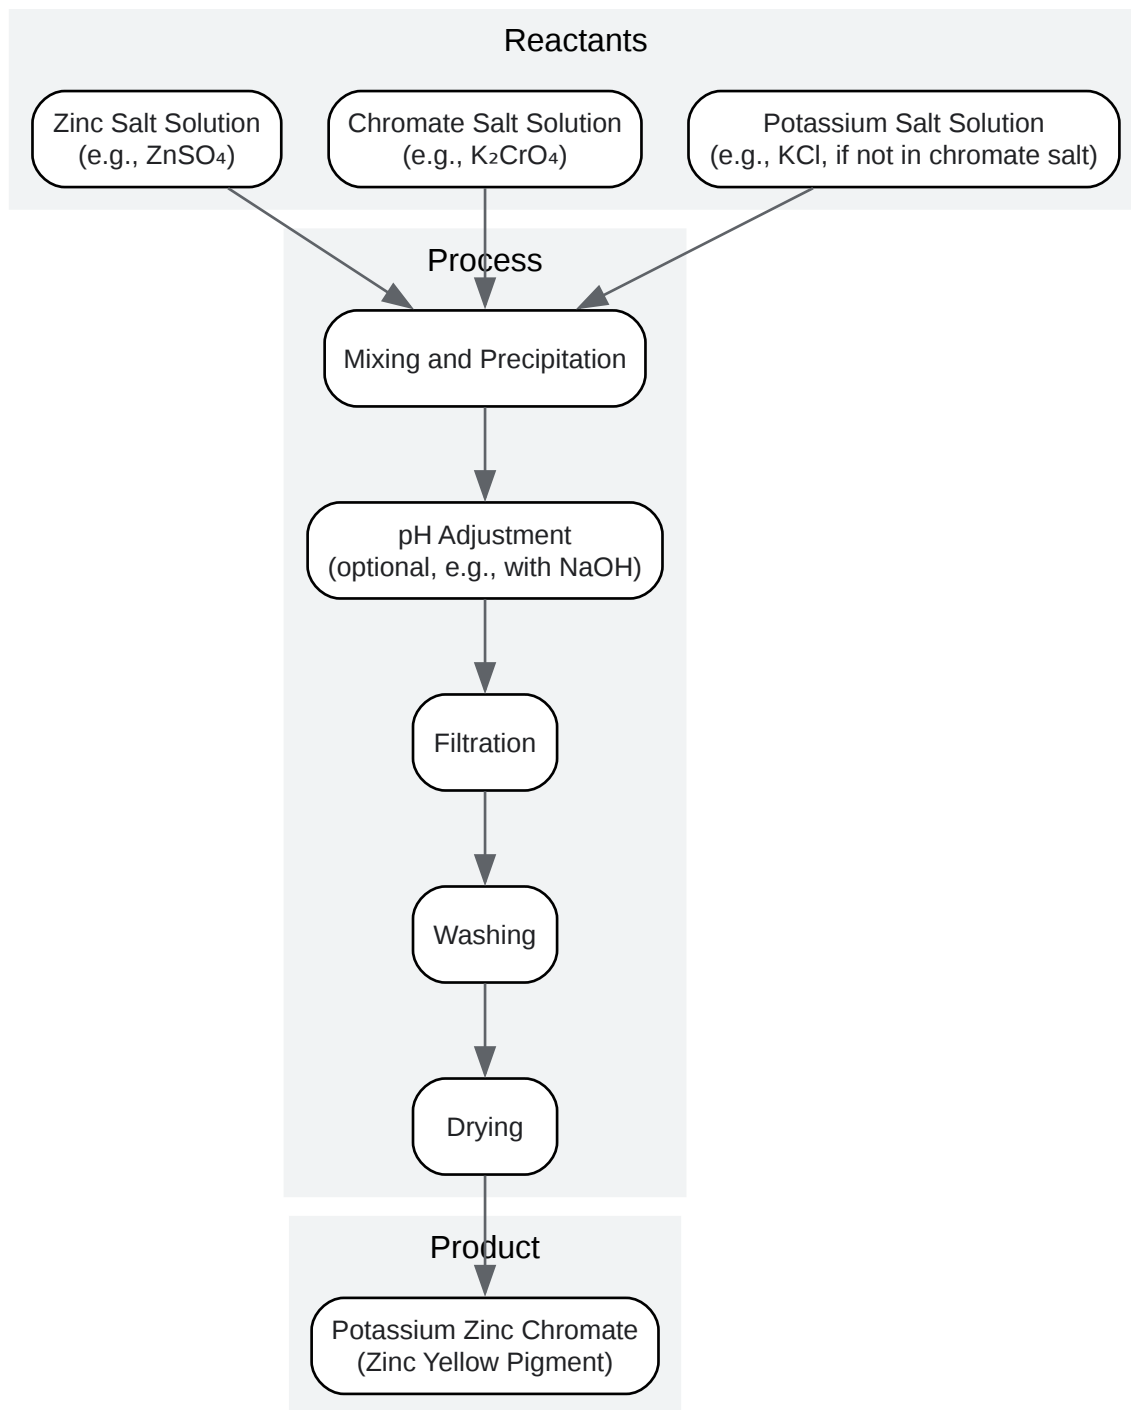 Reactants
Zinc Salt Solution
(e.g., ZnSO₄)
Chromate Salt Solution
(e.g., K₂CrO₄)
Potassium Salt Solution
(e.g., KCl, if not in chromate salt)
Process
Mixing and Precipitation
pH Adjustment
(optional, e.g., with NaOH)
Filtration
Washing
Drying
Product
Potassium Zinc Chromate
(Zinc Yellow Pigment)